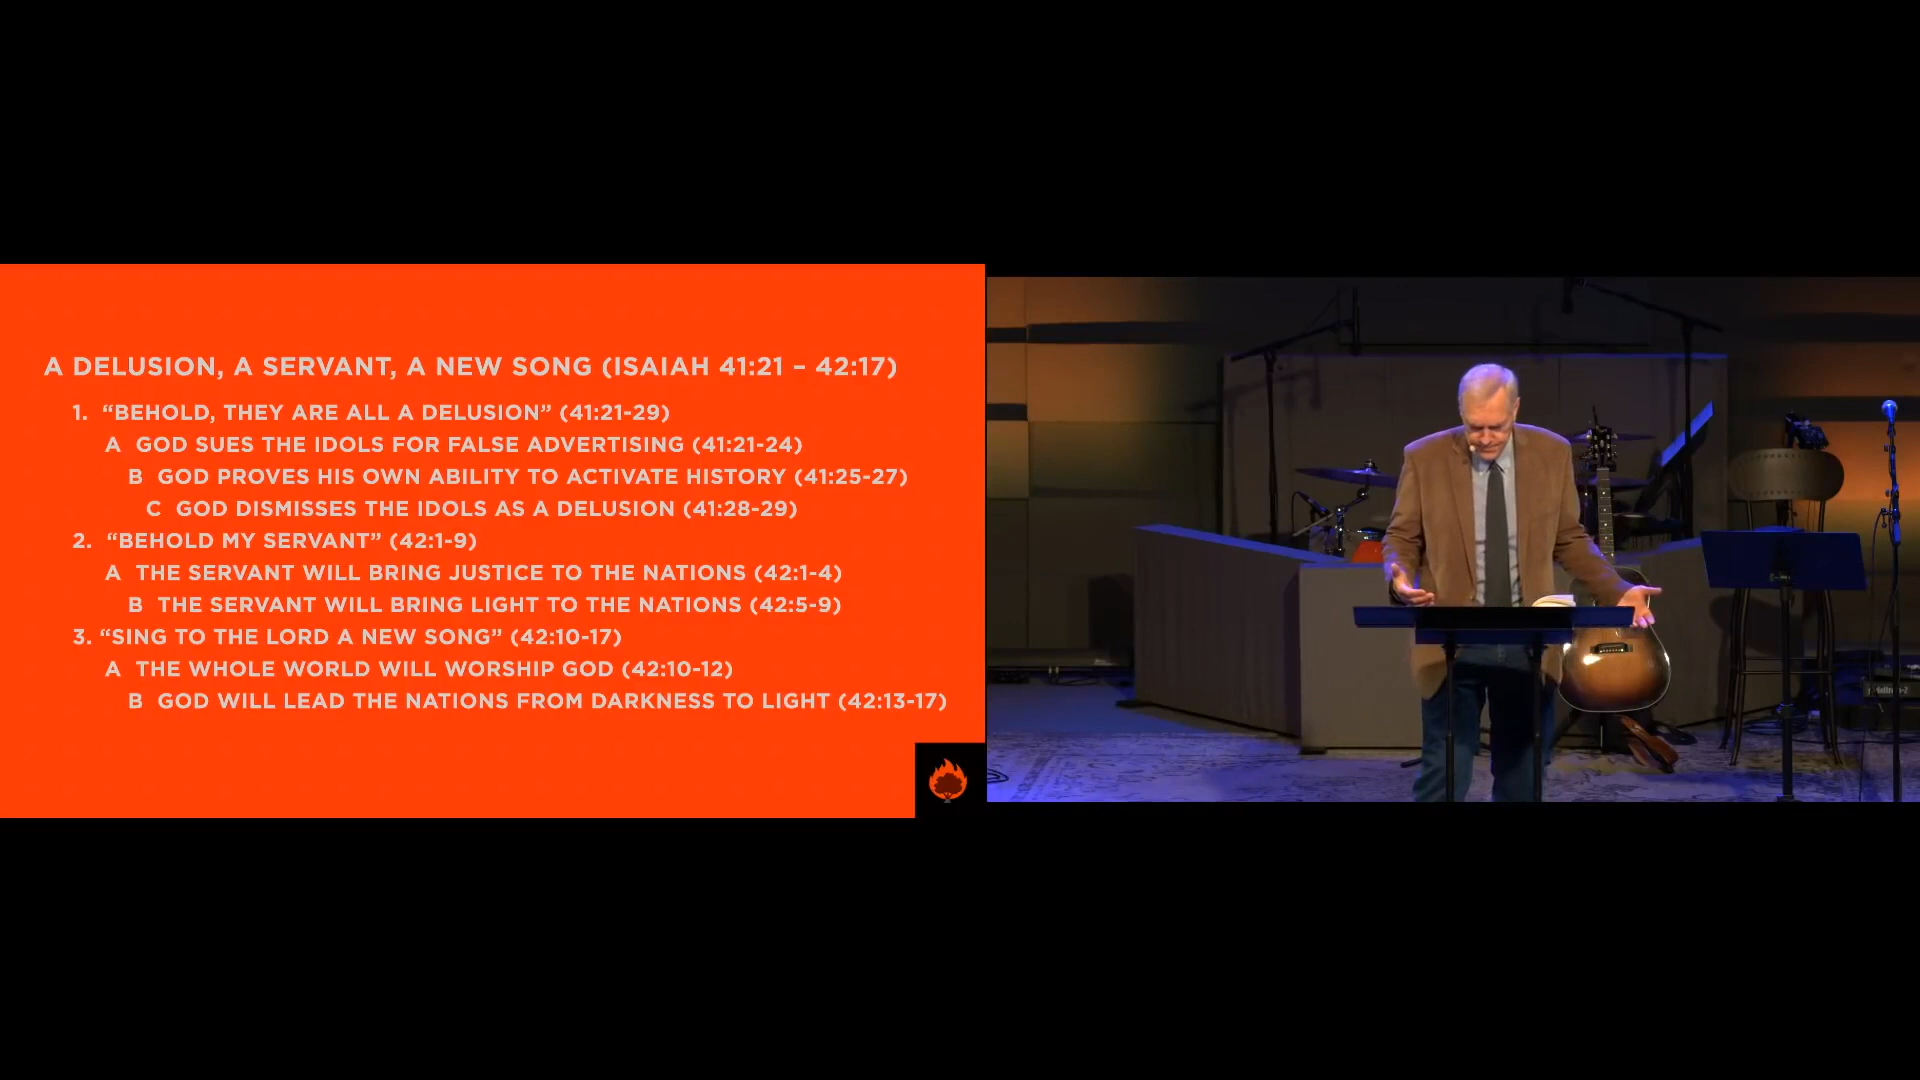 A DELUSION, A SERVANT, A NEW SONG (ISAIAH 41:21 – 42:17)
1. “BEHOLD, THEY ARE ALL A DELUSION” (41:21-29)
A GOD SUES THE IDOLS FOR FALSE ADVERTISING (41:21-24)
B GOD PROVES HIS OWN ABILITY TO ACTIVATE HISTORY (41:25-27)
C GOD DISMISSES THE IDOLS AS A DELUSION (41:28-29)
2. “BEHOLD MY SERVANT” (42:1-9)
A THE SERVANT WILL BRING JUSTICE TO THE NATIONS (42:1-4)
B THE SERVANT WILL BRING LIGHT TO THE NATIONS (42:5-9)
3. “SING TO THE LORD A NEW SONG” (42:10-17)
A THE WHOLE WORLD WILL WORSHIP GOD (42:10-12)
B GOD WILL LEAD THE NATIONS FROM DARKNESS TO LIGHT (42:13-17)